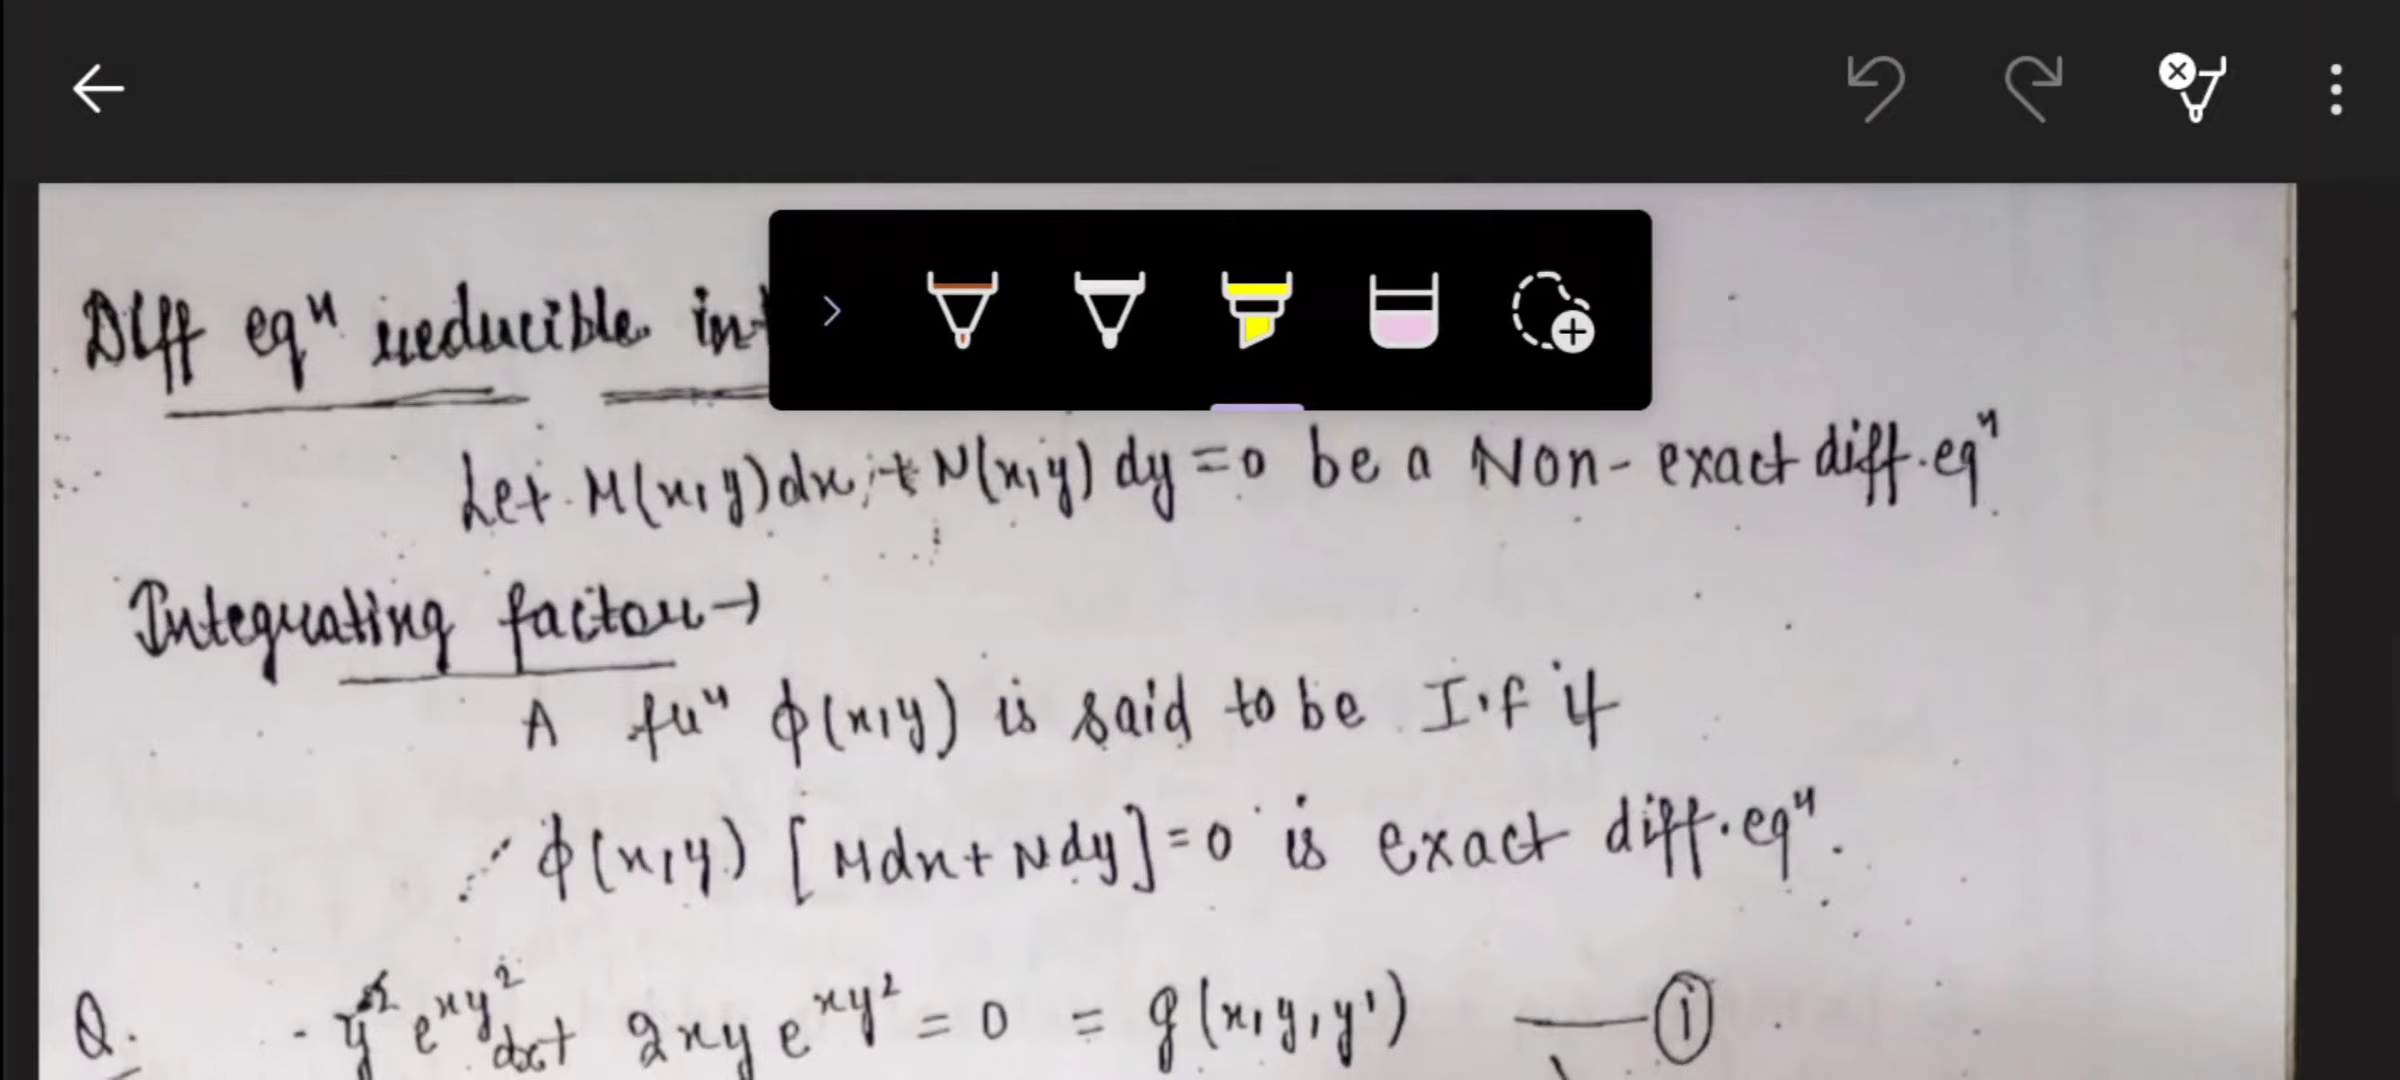 Diff eqⁿ reducible
Let M(x,y)dx + N(x,y) dy = 0 be a Non-exact diff.eqⁿ
Integrating factor →
A fuⁿ ϕ(x,y) is said to be I.f if
ϕ(x,y) [Mdx + Ndy] = 0 is exact diff.eqⁿ.
Q. y² e^xy² dx + 2xy e^xy² = 0 = g(x,y,y') — ①